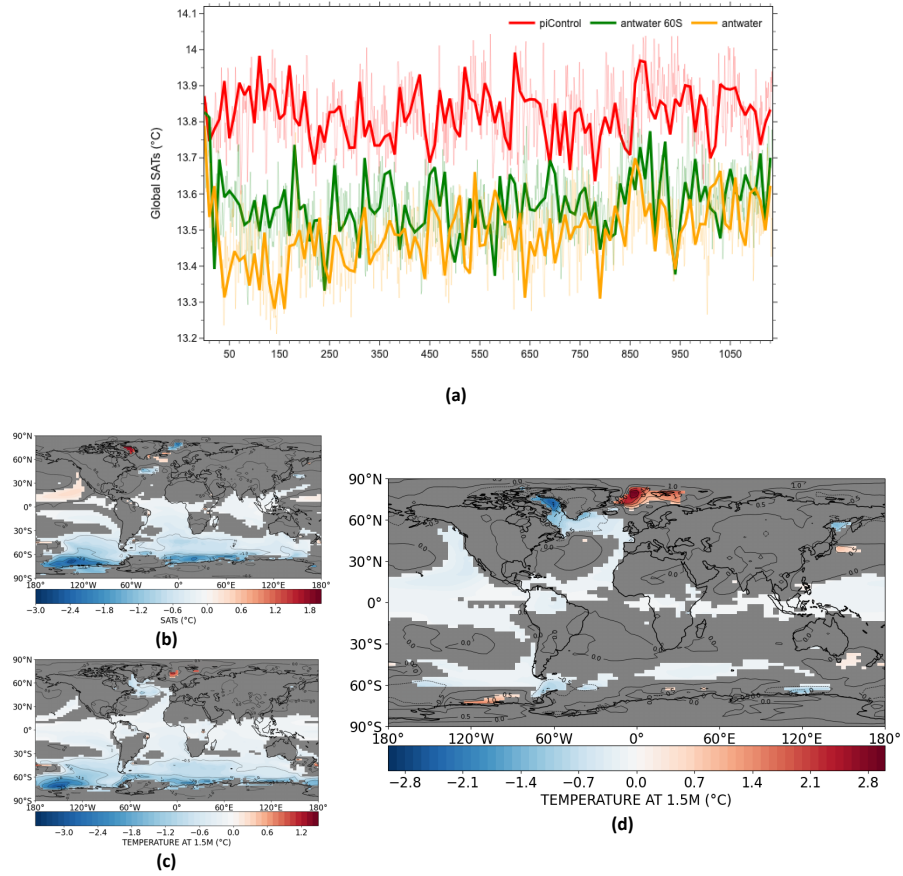 14.1
14
13.9
13.8
13.7
13.6
13.5
13.4
13.3
13.2
Global SATs (°C)
piControl antwater 60S antwater
50 150 250 350 450 550 650 750 850 950 1050
(a)
90°N
60°N
30°N
0°
30°S
60°S
90°S
180° 120°W 60°W 0° 60°E 120°E 180°
−3.0 −2.4 −1.8 −1.2 −0.6 0.0 0.6 1.2 1.8
SATs (°C)
(b)
90°N
60°N
30°N
0°
30°S
60°S
90°S
180° 120°W 60°W 0° 60°E 120°E 180°
−3.0 −2.4 −1.8 −1.2 −0.6 0.0 0.6 1.2
TEMPERATURE AT 1.5M (°C)
(c)
90°N
60°N
30°N
0°
30°S
60°S
90°S
180° 120°W 60°W 0° 60°E 120°E 180°
−2.8 −2.1 −1.4 −0.7 0.0 0.7 1.4 2.1 2.8
TEMPERATURE AT 1.5M (°C)
(d)